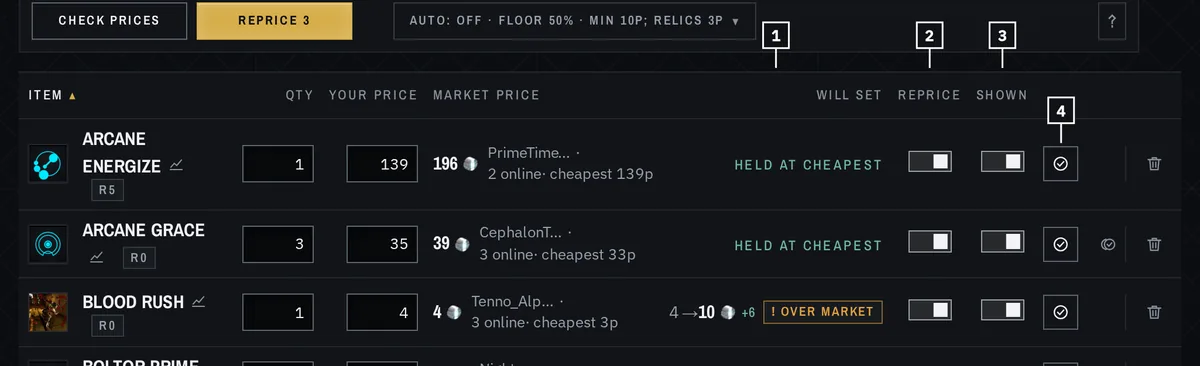 CHECK PRICES REPRICE 3 AUTO: OFF · FLOOR 50% · MIN 10P; RELICS 3P ▾ ?
1 2 3
ITEM ▲ QTY YOUR PRICE MARKET PRICE WILL SET REPRICE SHOWN
4
ARCANE ENERGIZE
R5
1 139 196
PrimeTime... ·
2 online· cheapest 139p
HELD AT CHEAPEST
ARCANE GRACE
R0
3 35 39
CephalonT... ·
3 online· cheapest 33p
HELD AT CHEAPEST
BLOOD RUSH
R0
1 4 4
Tenno_Alp... ·
3 online· cheapest 3p
4 →10 +6 ! OVER MARKET
BOLTOR PRIME